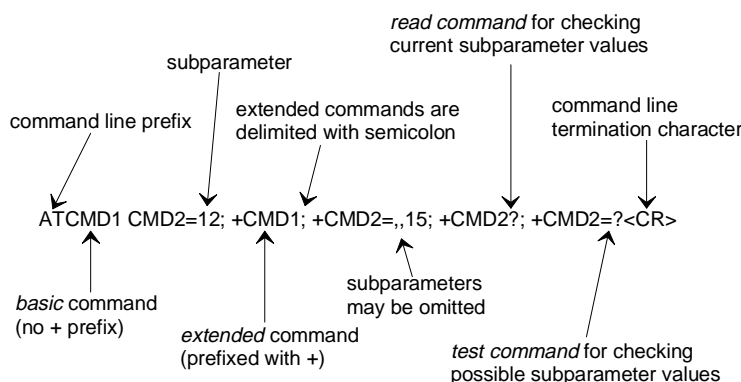 read command for checking
current subparameter values
subparameter
extended commands are
delimited with semicolon
command line
termination character
command line prefix
ATCMD1 CMD2=12; +CMD1; +CMD2=,,15; +CMD2?; +CMD2=?<CR>
basic command
(no + prefix)
extended command
(prefixed with +)
subparameters
may be omitted
test command for checking
possible subparameter values